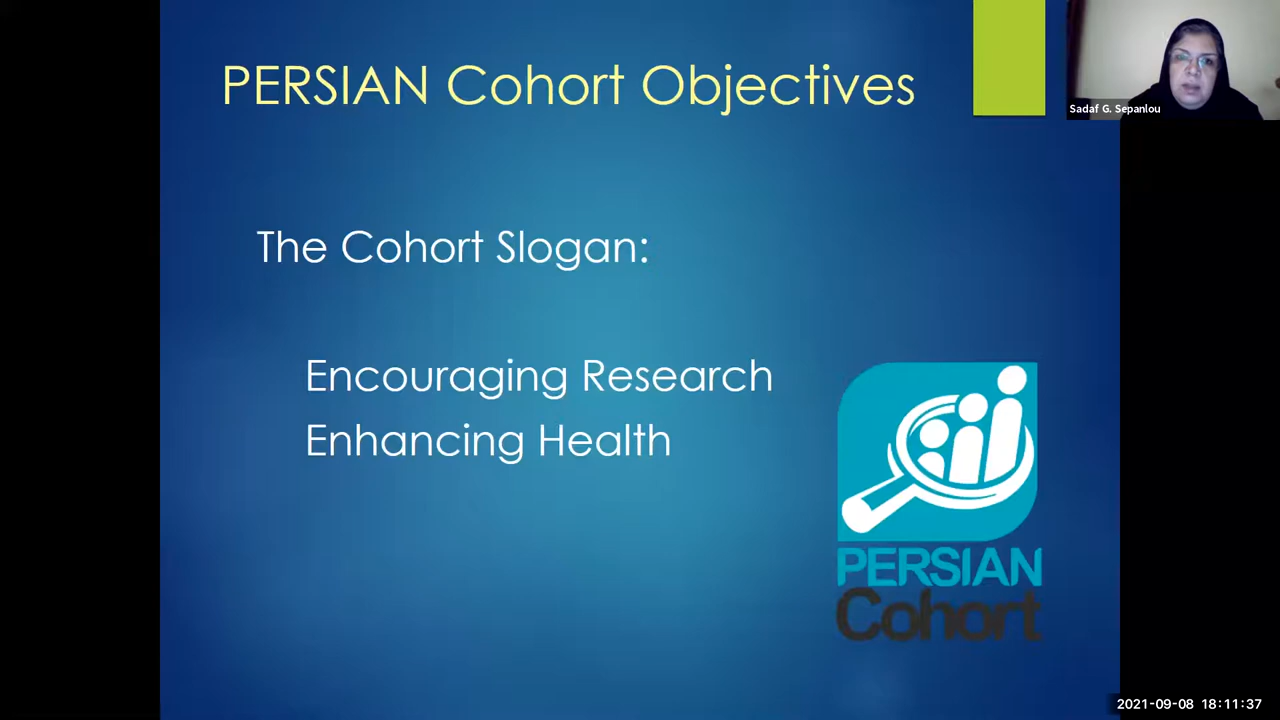 PERSIAN Cohort Objectives
Sadaf G. Sepanlou
The Cohort Slogan:
Encouraging Research
Enhancing Health
PERSIAN
Cohort
2021-09-08 18:11:37